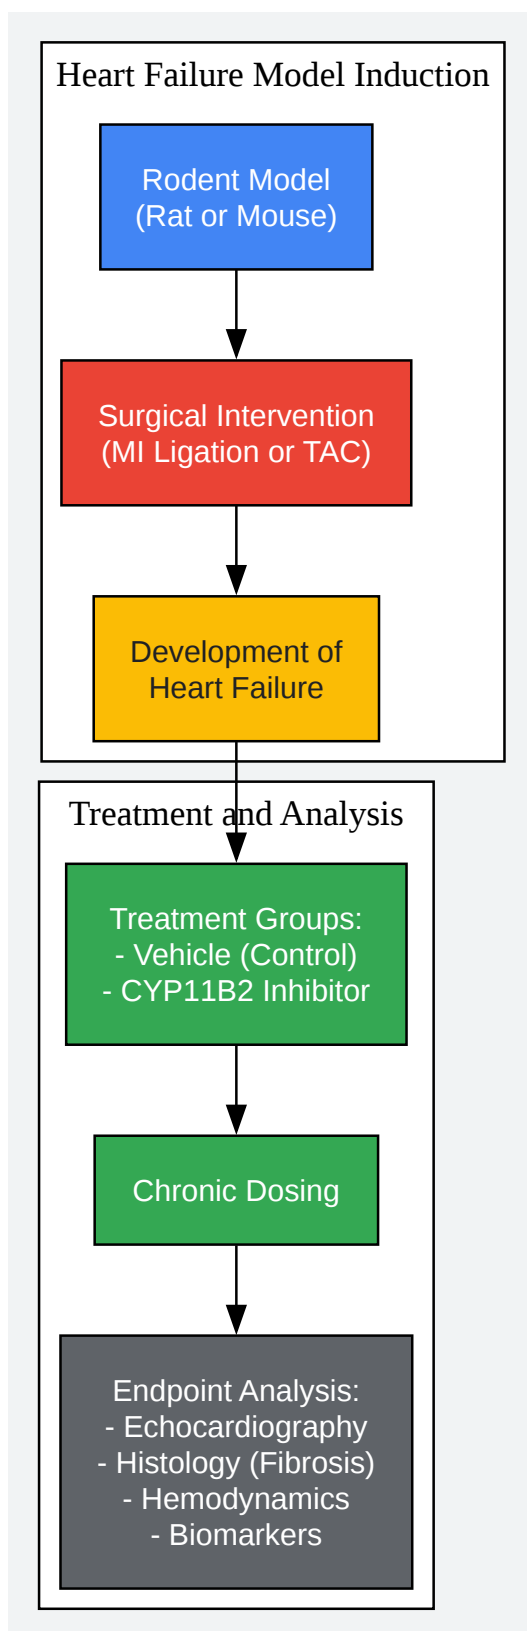 Heart Failure Model Induction
Rodent Model
(Rat or Mouse)
Surgical Intervention
(MI Ligation or TAC)
Development of
Heart Failure
Treatment and Analysis
Treatment Groups:
- Vehicle (Control)
- CYP11B2 Inhibitor
Chronic Dosing
Endpoint Analysis:
- Echocardiography
- Histology (Fibrosis)
- Hemodynamics
- Biomarkers